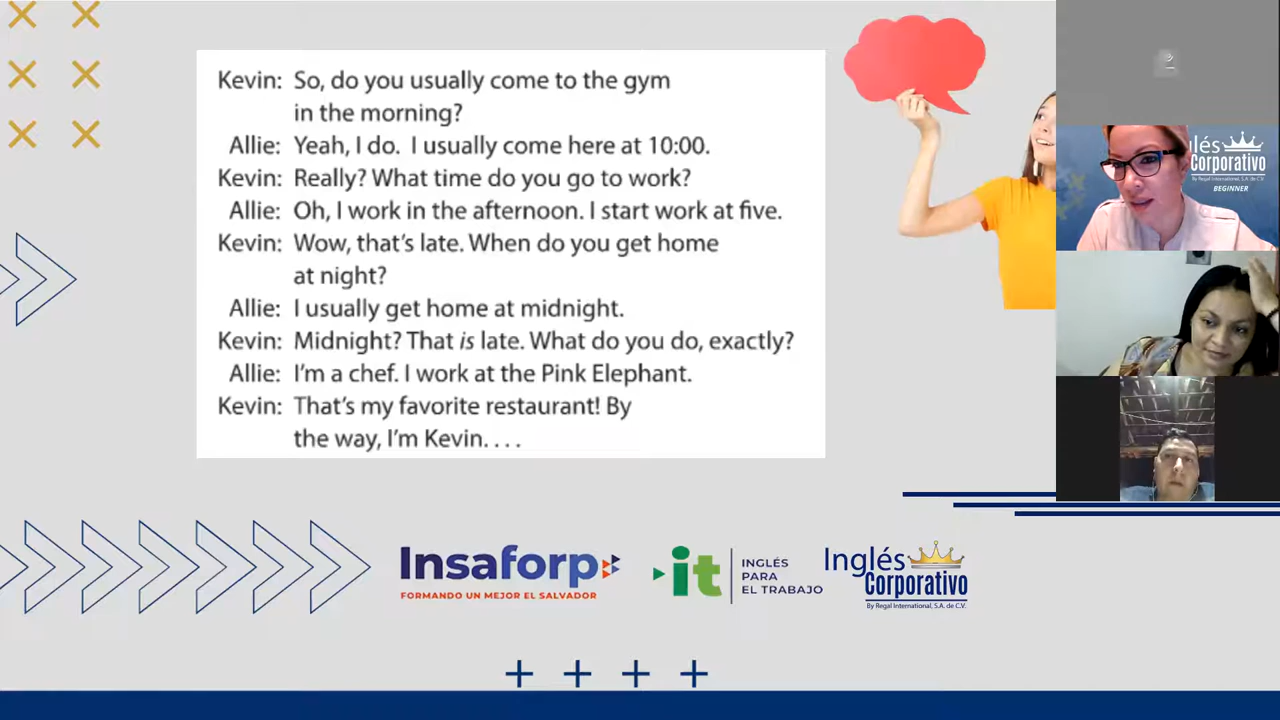 Kevin: So, do you usually come to the gym
in the morning?
Allie: Yeah, I do. I usually come here at 10:00.
Kevin: Really? What time do you go to work?
Allie: Oh, I work in the afternoon. I start work at five.
Kevin: Wow, that's late. When do you get home
at night?
Allie: I usually get home at midnight.
Kevin: Midnight? That is late. What do you do, exactly?
Allie: I'm a chef. I work at the Pink Elephant.
Kevin: That's my favorite restaurant! By
the way, I'm Kevin. . . .
lés
Corporativo
By Regal International, S.A. de C.V.
BEGINNER
Insaforp
FORMANDO UN MEJOR EL SALVADOR
it
INGLÉS
PARA
EL TRABAJO
Inglés
Corporativo
By Regal International, S.A. de C.V.